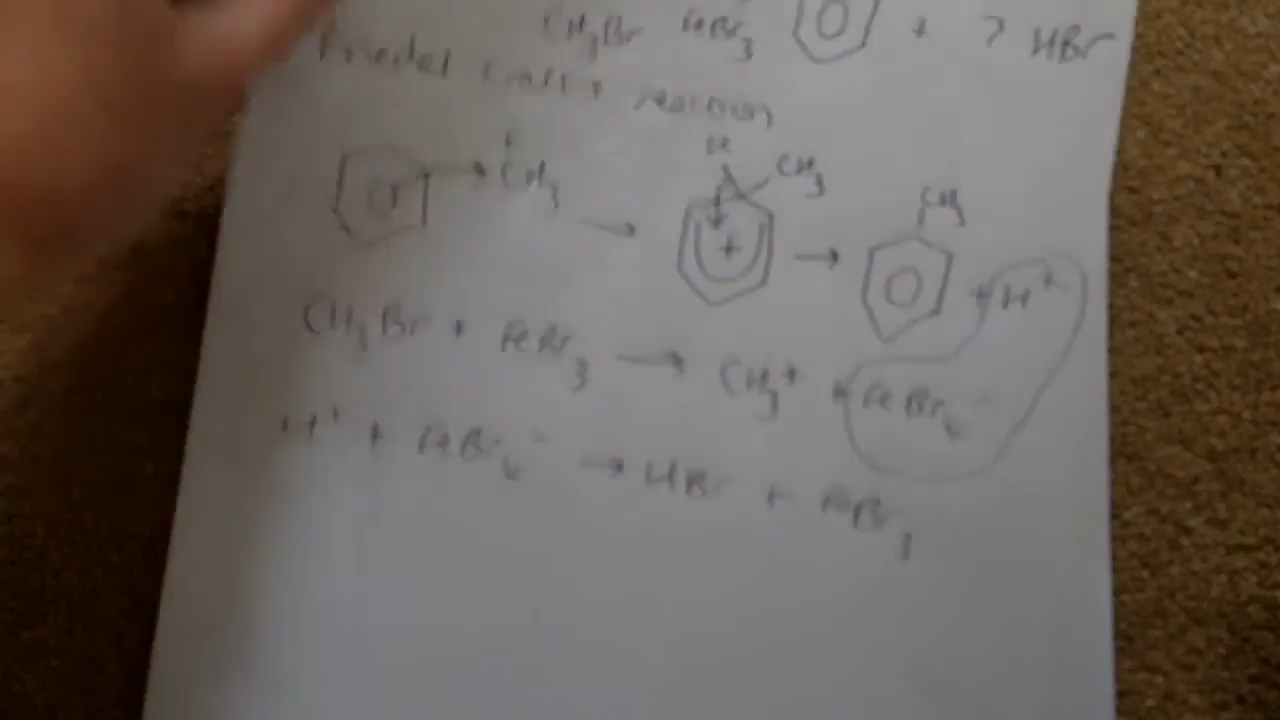 CH3Br FeBr3 + > HBr
Friedel Crafts reaction
+
CH3 → H CH3 + → CH3 + H+
CH3Br + FeBr3 → CH3+ + FeBr4-
H+ + FeBr4- → HBr + FeBr3